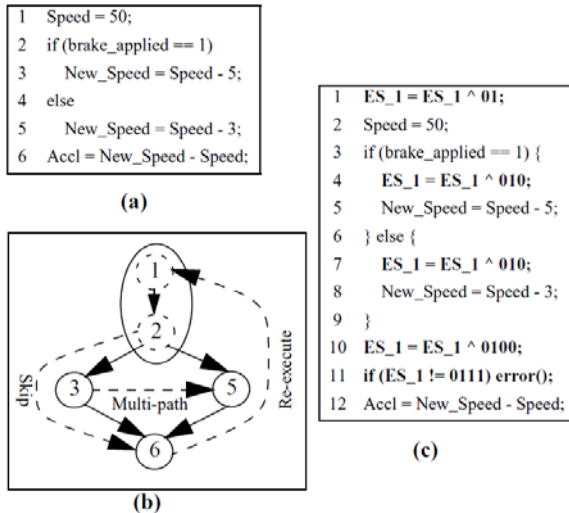 1 Speed = 50;
2 if (brake_applied == 1)
3 New_Speed = Speed - 5;
4 else
5 New_Speed = Speed - 3;
6 Accl = New_Speed - Speed;
(a)
1
2
3
5
6
Skip
Multi-path
Re-execute
(b)
1 ES_1 = ES_1 ^ 01;
2 Speed = 50;
3 if (brake_applied == 1) {
4 ES_1 = ES_1 ^ 010;
5 New_Speed = Speed - 5;
6 } else {
7 ES_1 = ES_1 ^ 010;
8 New_Speed = Speed - 3;
9 }
10 ES_1 = ES_1 ^ 0100;
11 if (ES_1 != 0111) error();
12 Accl = New_Speed - Speed;
(c)